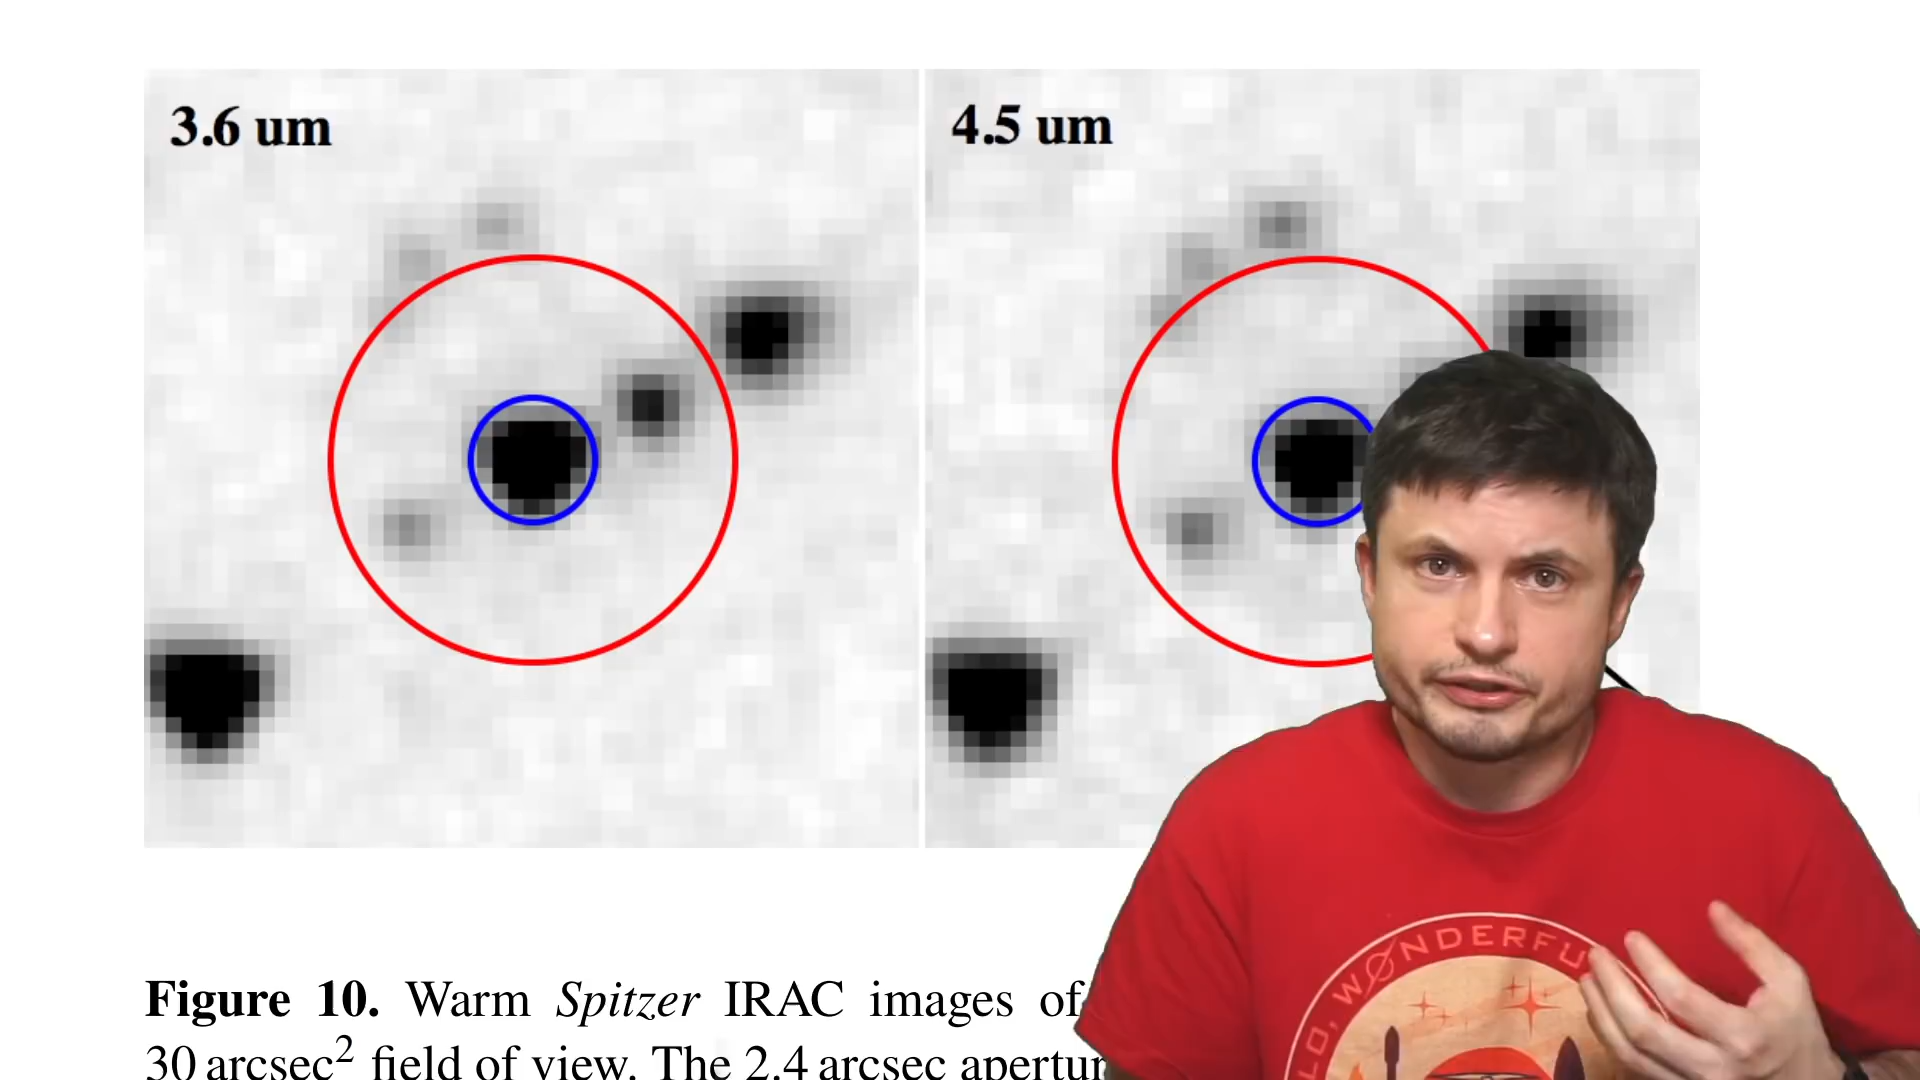 3.6 um
4.5 um
Figure 10. Warm Spitzer IRAC images of
30 arcsec² field of view. The 2.4 arcsec
WONDERFU